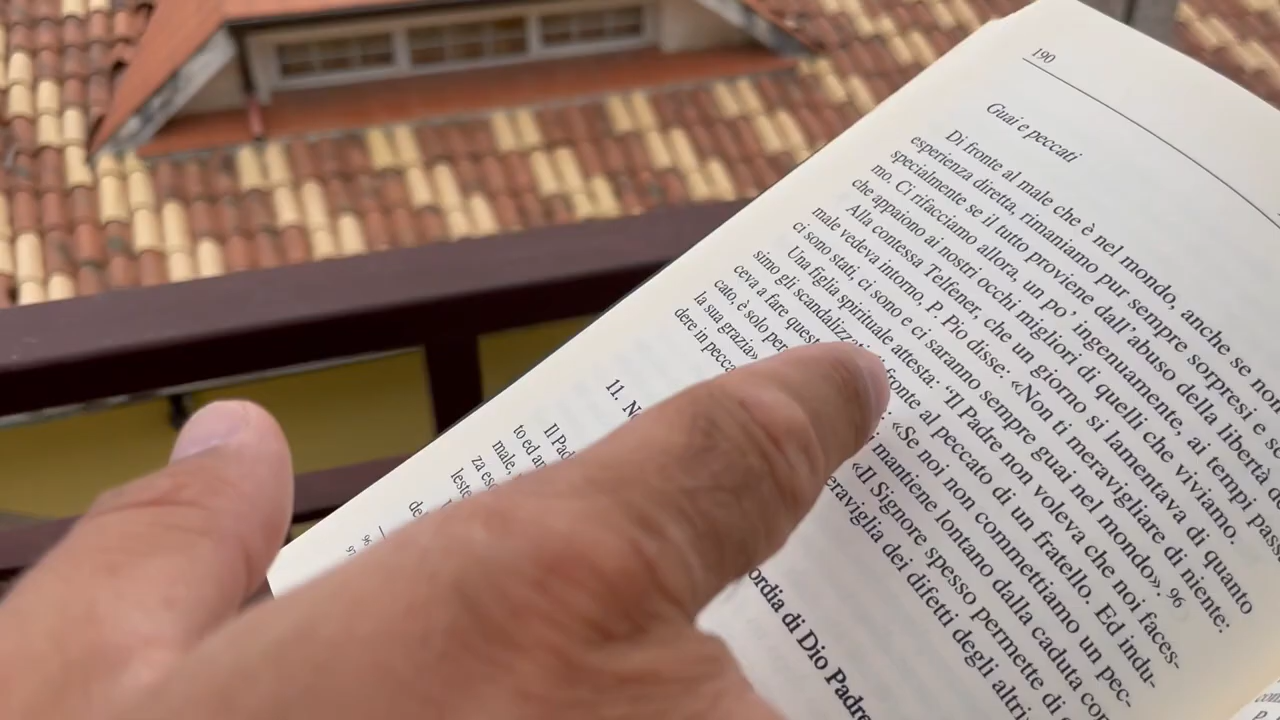 190
Guai e peccati
Di fronte al male che è nel mondo, anche se non
esperienza diretta, rimaniamo pur sempre sorpresi e
specialmente se il tutto proviene dall' abuso della libertà
mo. Ci rifacciamo allora, un po' ingenuamente, ai tempi pass
che appaiono ai nostri occhi migliori di quelli che viviamo.
Alla contessa Telfener, che un giorno si lamentava di quanto
male vedeva intorno, P. Pio disse: «Non ti meravigliare di niente:
ci sono stati, ci sono e ci saranno sempre guai nel mondo». 96
Una figlia spirituale attesta: “Il Padre non voleva che noi faces-
simo gli scandalizzati fronte al peccato di un fratello. Ed indu-
ceva a fare quest : «Se noi non commettiamo un pec-
cato, è solo per i mantiene lontano dalla caduta con
la sua grazia» «Il Signore spesso permette di
dere in pecca eraviglia dei difetti degli altri»
11. N ordia di Dio Padre
Il Pad
to ed an
male,
za ese
leste
de
96
97